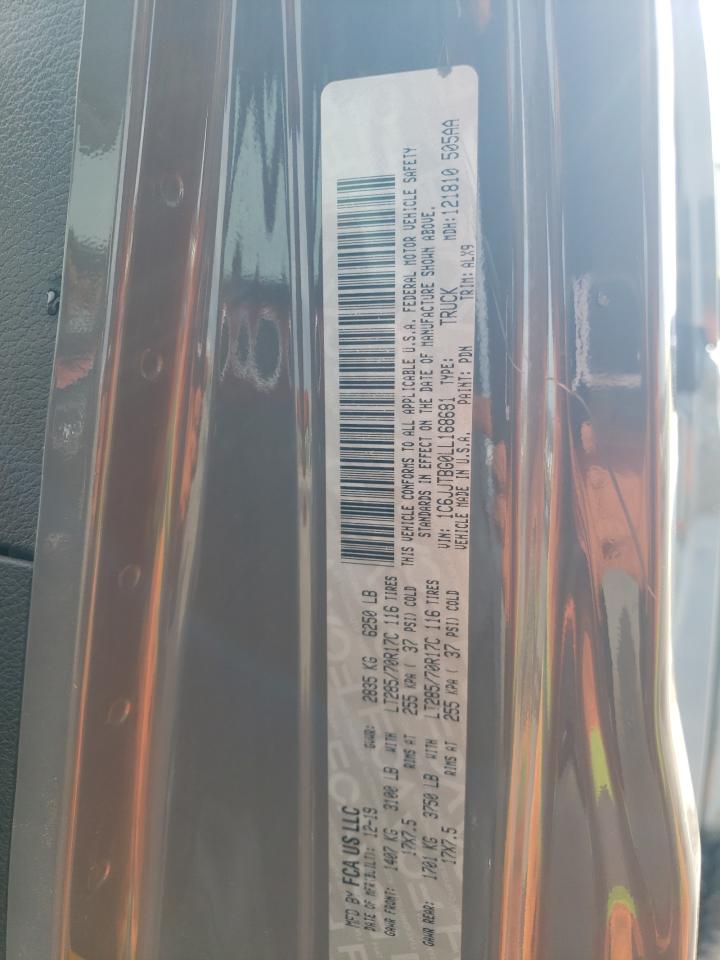 MFD BY FCA US LLC
DATE OF MFR: 12-19 GVWR: 2835 KG 6250 LB
GAWR FRONT: 1407 KG 3100 LB WITH LT285/70R17C 116 TIRES
17X7.5 RIMS AT 255 KPA ( 37 PSI) COLD
GAWR REAR: 1701 KG 3750 LB WITH LT285/70R17C 116 TIRES
17X7.5 RIMS AT 255 KPA ( 37 PSI) COLD
THIS VEHICLE CONFORMS TO ALL APPLICABLE U.S.A. FEDERAL MOTOR VEHICLE SAFETY
STANDARDS IN EFFECT ON THE DATE OF MANUFACTURE SHOWN ABOVE.
VIN: 1C6JJTBG0LL168681 TYPE: TRUCK MDH:121810 505AA
VEHICLE MADE IN U.S.A. PAINT: PDN TRIM: ALX9